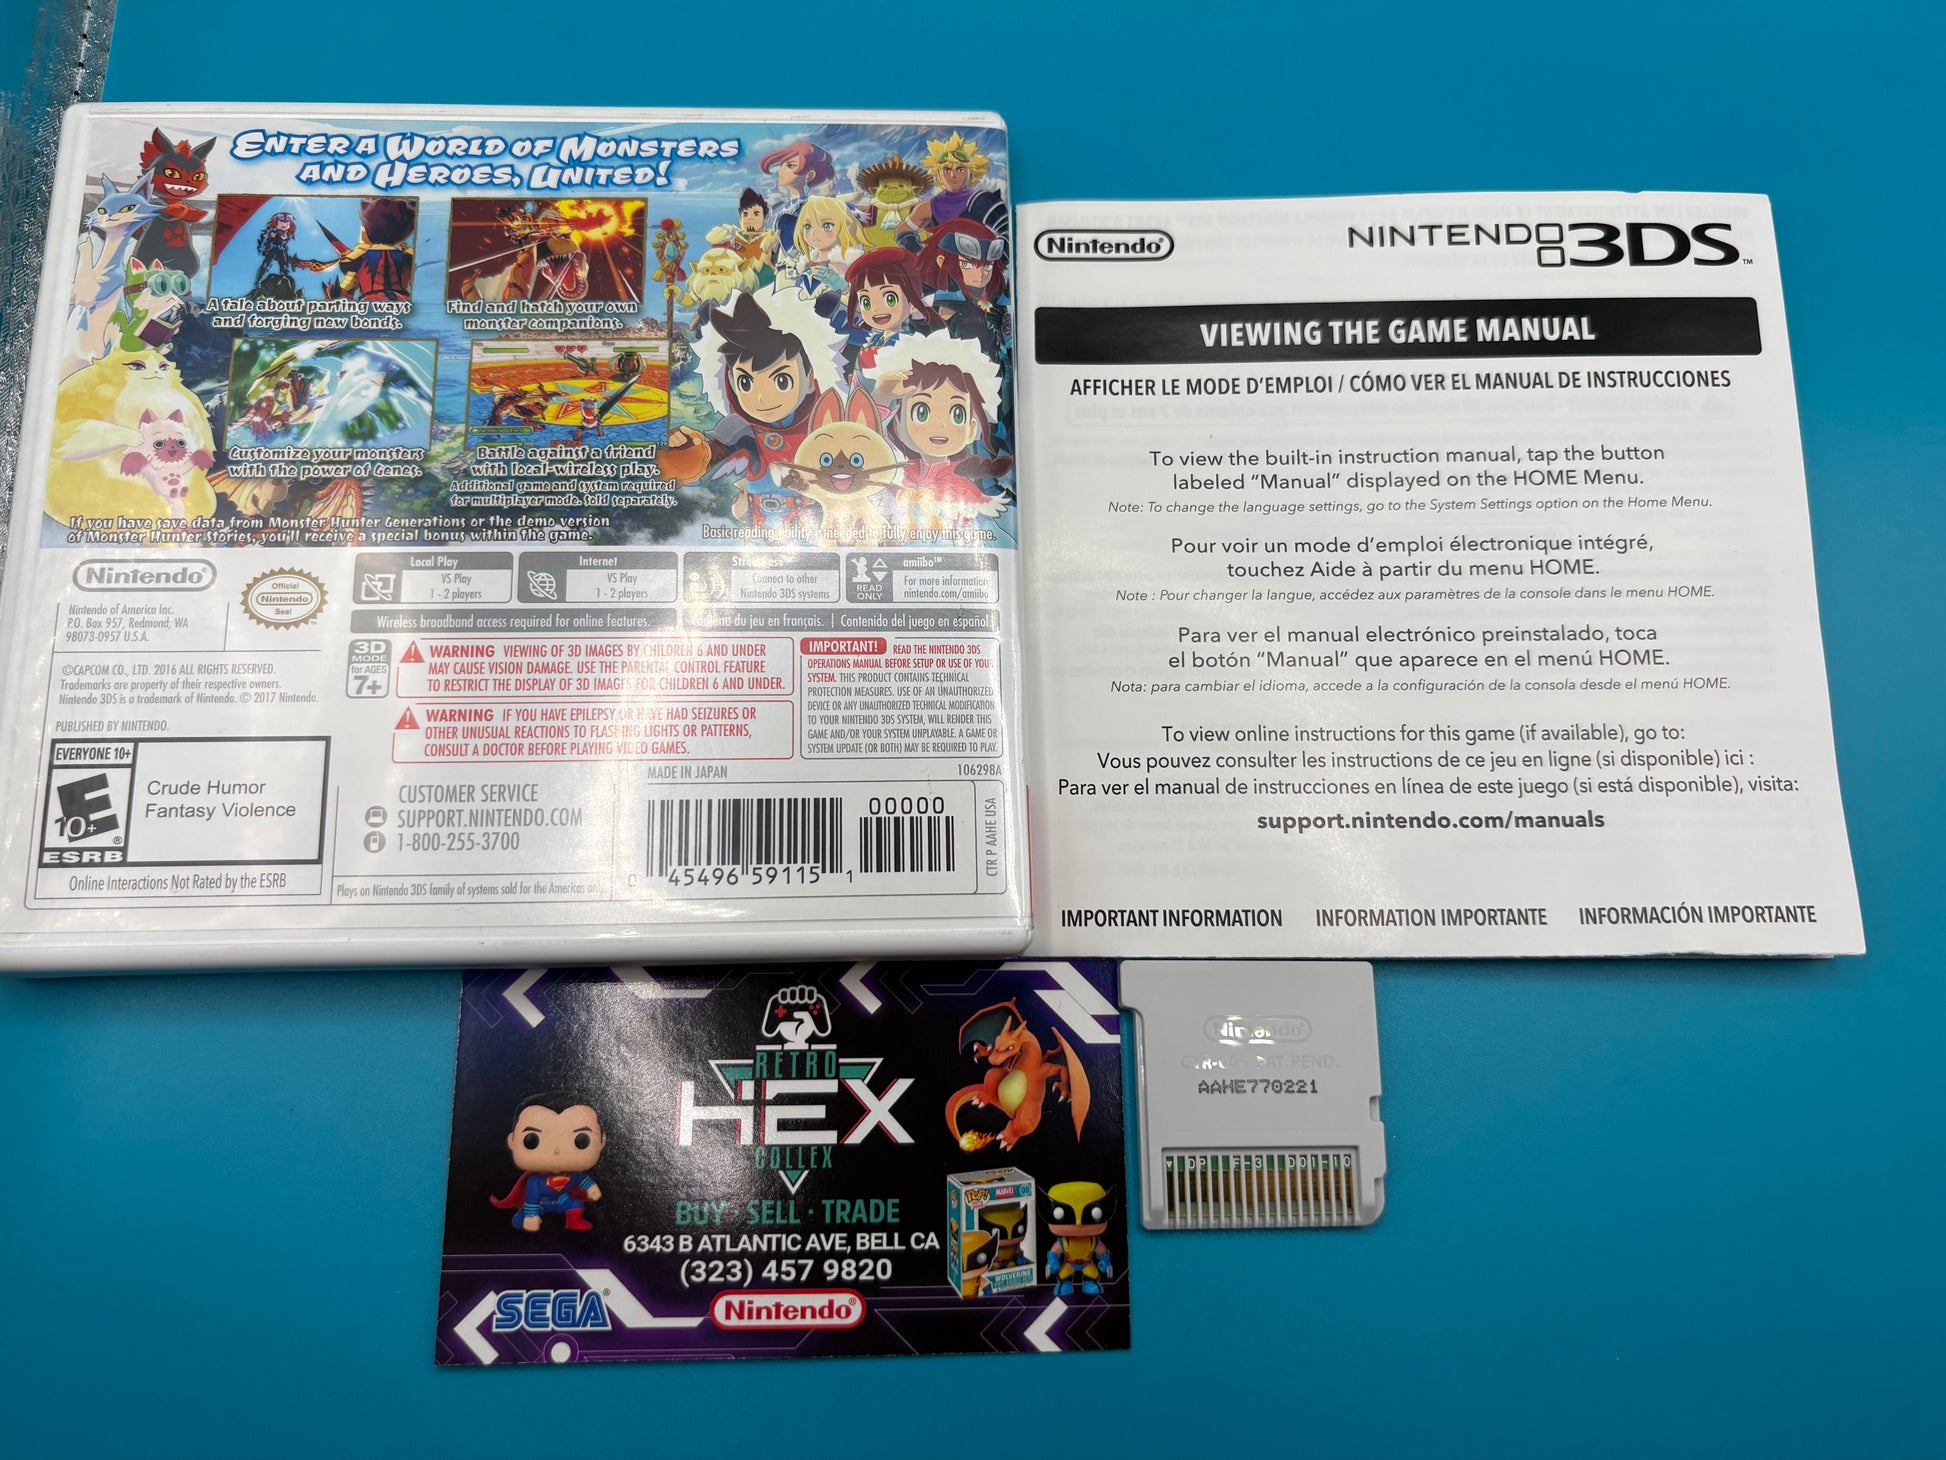 ENTER A WORLD OF MONSTERS
AND HEROES, UNITED!
A tale about parting ways
and forging new bonds.
Find and hatch your own
monster companions.
Customize your monsters
with the power of Genes.
Battle against a friend
with local-wireless play.
Additional game and system required
for multiplayer mode. Sold separately.
If you have save data from Monster Hunter Generations or the demo version
of Monster Hunter Stories, you'll receive a special bonus within the game.
Basic reading ability is needed to fully enjoy this game.
Nintendo
Nintendo of America Inc.
P.O. Box 957, Redmond, WA
98073-0957 U.S.A.
Official
Nintendo
Seal
Local Play
VS Play
1 - 2 players
Internet
VS Play
1 - 2 players
StreetPass™
Connect to other
Nintendo 3DS systems
READ
ONLY
amiibo™
For more information
nintendo.com/amiibo
Wireless broadband access required for online features.
Contenu du jeu en français.
Contenido del juego en español.
©CAPCOM CO., LTD. 2016 ALL RIGHTS RESERVED.
Trademarks are property of their respective owners.
Nintendo 3DS is a trademark of Nintendo. © 2017 Nintendo.
PUBLISHED BY NINTENDO.
3D
MODE
for AGES
7+
WARNING VIEWING OF 3D IMAGES BY CHILDREN 6 AND UNDER
MAY CAUSE VISION DAMAGE. USE THE PARENTAL CONTROL FEATURE
TO RESTRICT THE DISPLAY OF 3D IMAGES FOR CHILDREN 6 AND UNDER.
WARNING IF YOU HAVE EPILEPSY OR HAVE HAD SEIZURES OR
OTHER UNUSUAL REACTIONS TO FLASHING LIGHTS OR PATTERNS,
CONSULT A DOCTOR BEFORE PLAYING VIDEO GAMES.
IMPORTANT! READ THE NINTENDO 3DS
OPERATIONS MANUAL BEFORE SETUP OR USE OF YOUR
SYSTEM. THIS PRODUCT CONTAINS TECHNICAL
PROTECTION MEASURES. USE OF AN UNAUTHORIZED
DEVICE OR ANY UNAUTHORIZED TECHNICAL MODIFICATION
TO YOUR NINTENDO 3DS SYSTEM, WILL RENDER THIS
GAME AND/OR YOUR SYSTEM UNPLAYABLE. A GAME OR
SYSTEM UPDATE (OR BOTH) MAY BE REQUIRED TO PLAY.
EVERYONE 10+
E
10+
ESRB
Crude Humor
Fantasy Violence
Online Interactions Not Rated by the ESRB
CUSTOMER SERVICE
SUPPORT.NINTENDO.COM
1-800-255-3700
Plays on Nintendo 3DS family of systems sold for the Americas only.
MADE IN JAPAN
106298A
00000
0 45496 59115 1
CTR P AAHE USA
Nintendo
NINTENDO 3DS™
VIEWING THE GAME MANUAL
AFFICHER LE MODE D'EMPLOI / CÓMO VER EL MANUAL DE INSTRUCCIONES
To view the built-in instruction manual, tap the button
labeled “Manual” displayed on the HOME Menu.
Note: To change the language settings, go to the System Settings option on the Home Menu.
Pour voir un mode d'emploi électronique intégré,
touchez Aide à partir du menu HOME.
Note : Pour changer la langue, accédez aux paramètres de la console dans le menu HOME.
Para ver el manual electrónico preinstalado, toca
el botón “Manual” que aparece en el menú HOME.
Nota: para cambiar el idioma, accede a la configuración de la consola desde el menú HOME.
To view online instructions for this game (if available), go to:
Vous pouvez consulter les instructions de ce jeu en ligne (si disponible) ici :
Para ver el manual de instrucciones en línea de este juego (si está disponible), visita:
support.nintendo.com/manuals
IMPORTANT INFORMATION
INFORMATION IMPORTANTE
INFORMACIÓN IMPORTANTE
RETRO
HEX
COLLEX
BUY · SELL · TRADE
6343 B ATLANTIC AVE, BELL CA
(323) 457 9820
SEGA®
Nintendo®
POP!
MARVEL
WOLVERINE
Nintendo
CTR-005 PAT. PEND.
AAHE770221
DP F-3 D01-10